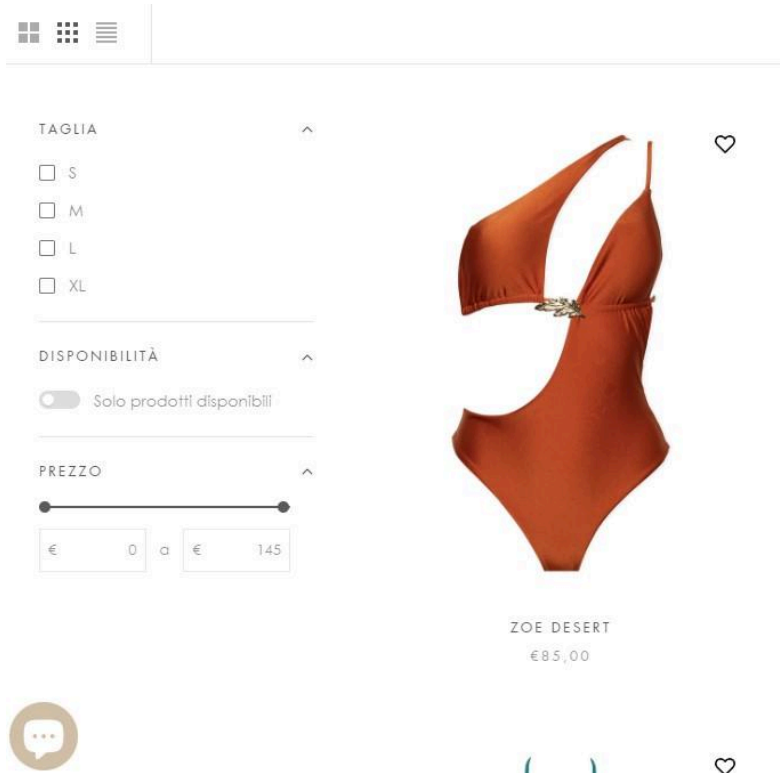 TAGLIA
S
M
L
XL
DISPONIBILITÀ
Solo prodotti disponibili
PREZZO
€ 0 a € 145
ZOE DESERT
€85,00